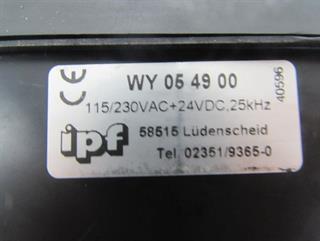 CE
WY 05 49 00
115/230VAC+24VDC,25kHz
40596
ipf
58515 Lüdenscheid
Tel. 02351/9365-0